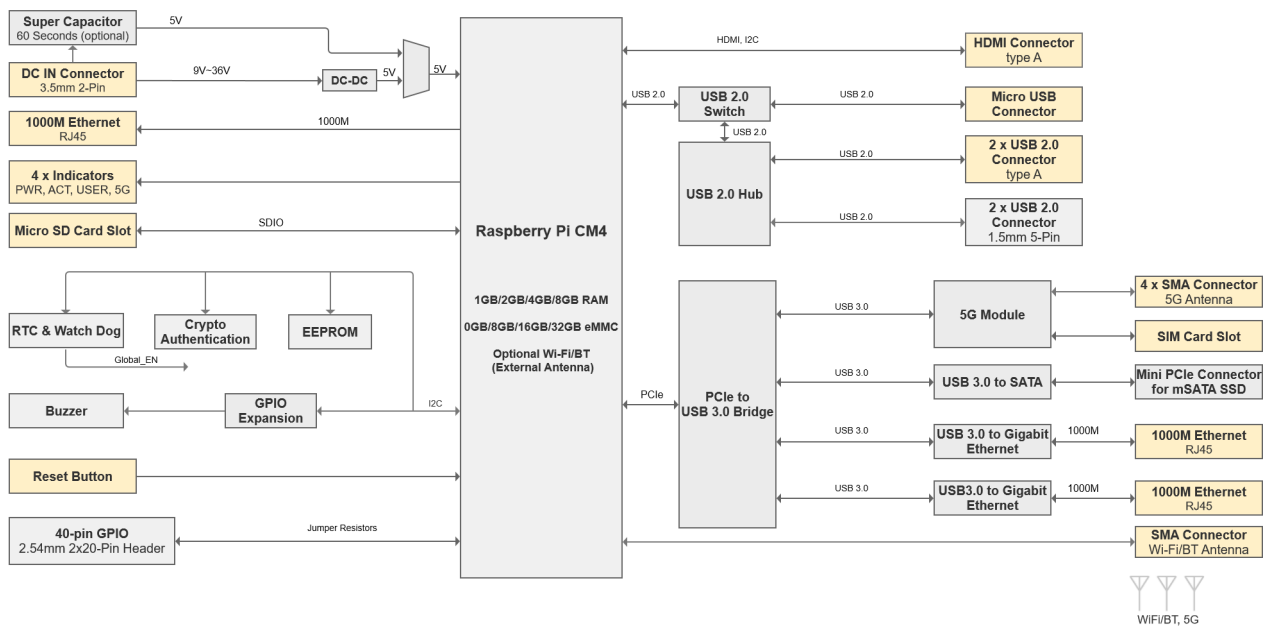 Super Capacitor
60 Seconds (optional)
5V
DC IN Connector
3.5mm 2-Pin
9V~36V
DC-DC
5V
5V
1000M Ethernet
RJ45
1000M
4 x Indicators
PWR, ACT, USER, 5G
Micro SD Card Slot
SDIO
RTC & Watch Dog
Crypto
Authentication
EEPROM
Global_EN
Buzzer
GPIO
Expansion
I2C
Reset Button
40-pin GPIO
2.54mm 2x20-Pin Header
Jumper Resistors
Raspberry Pi CM4
1GB/2GB/4GB/8GB RAM
0GB/8GB/16GB/32GB eMMC
Optional Wi-Fi/BT
(External Antenna)
HDMI, I2C
HDMI Connector
type A
USB 2.0
USB 2.0
Switch
USB 2.0
Micro USB
Connector
USB 2.0
USB 2.0 Hub
USB 2.0
2 x USB 2.0
Connector
type A
USB 2.0
2 x USB 2.0
Connector
1.5mm 5-Pin
PCIe
PCIe to
USB 3.0 Bridge
USB 3.0
5G Module
4 x SMA Connector
5G Antenna
SIM Card Slot
USB 3.0
USB 3.0 to SATA
Mini PCIe Connector
for mSATA SSD
USB 3.0
USB 3.0 to Gigabit
Ethernet
1000M
1000M Ethernet
RJ45
USB 3.0
USB3.0 to Gigabit
Ethernet
1000M
1000M Ethernet
RJ45
SMA Connector
Wi-Fi/BT Antenna
WiFi/BT, 5G